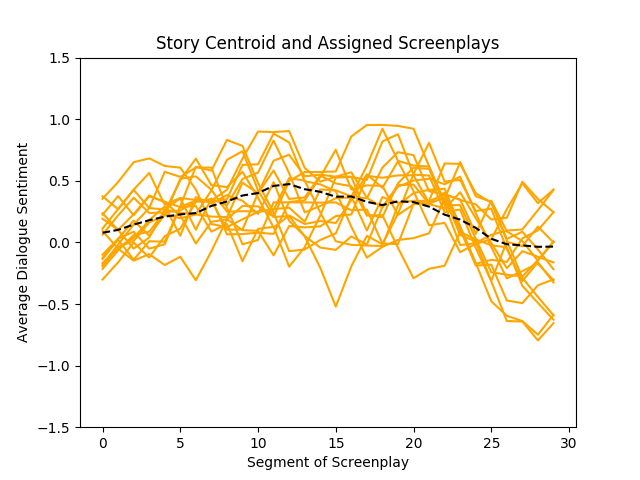 Story Centroid and Assigned Screenplays
Average Dialogue Sentiment
1.5
1.0
0.5
0.0
−0.5
−1.0
−1.5
0 5 10 15 20 25 30
Segment of Screenplay